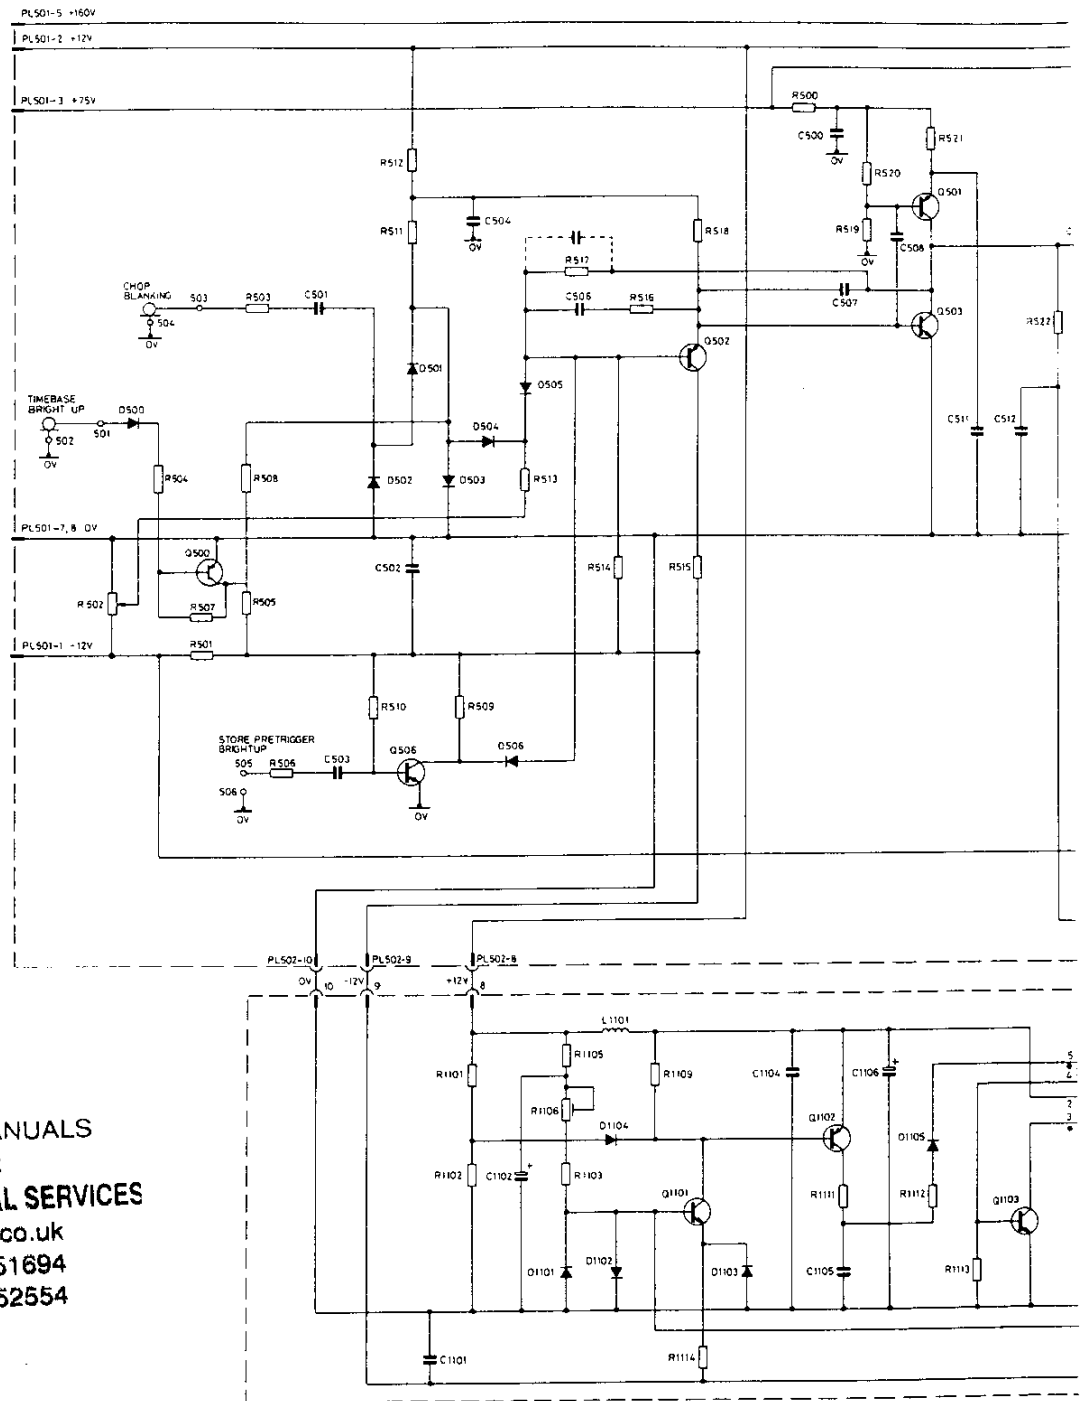 PL501-5 +160V
PL501-2 +12V
PL501-3 +75V
R500
C500
R521
R512
R520
Q501
C504
R511
R518
R519
C508
0V
0V
0V
R517
CHOP
BLANKING
503
R503
C501
C506
R516
C507
Q503
504
R522
0V
Q502
D501
D505
TIMEBASE
BRIGHT UP
D500
501
502
D504
C511
C512
0V
R504
R508
D502
D503
R513
PL501-7,8 0V
Q500
C502
R514
R515
R502
R507
R505
PL501-1 -12V
R501
R510
R509
STORE PRETRIGGER
BRIGHTUP
505
R506
C503
Q506
D506
506
0V
0V
PL502-10
PL502-9
PL502-8
0V
10
-12V
9
+12V
8
L1101
R1105
R1101
R1109
C1104
C1106
+
5
4
R1106
Q1102
2
3
ANUALS
D1104
D1105
R1102
C1102
+
R1103
AL SERVICES
Q1101
R1111
R1112
Q1103
co.uk
51694
D1101
D1102
D1103
C1105
R1113
52554
C1101
R1114